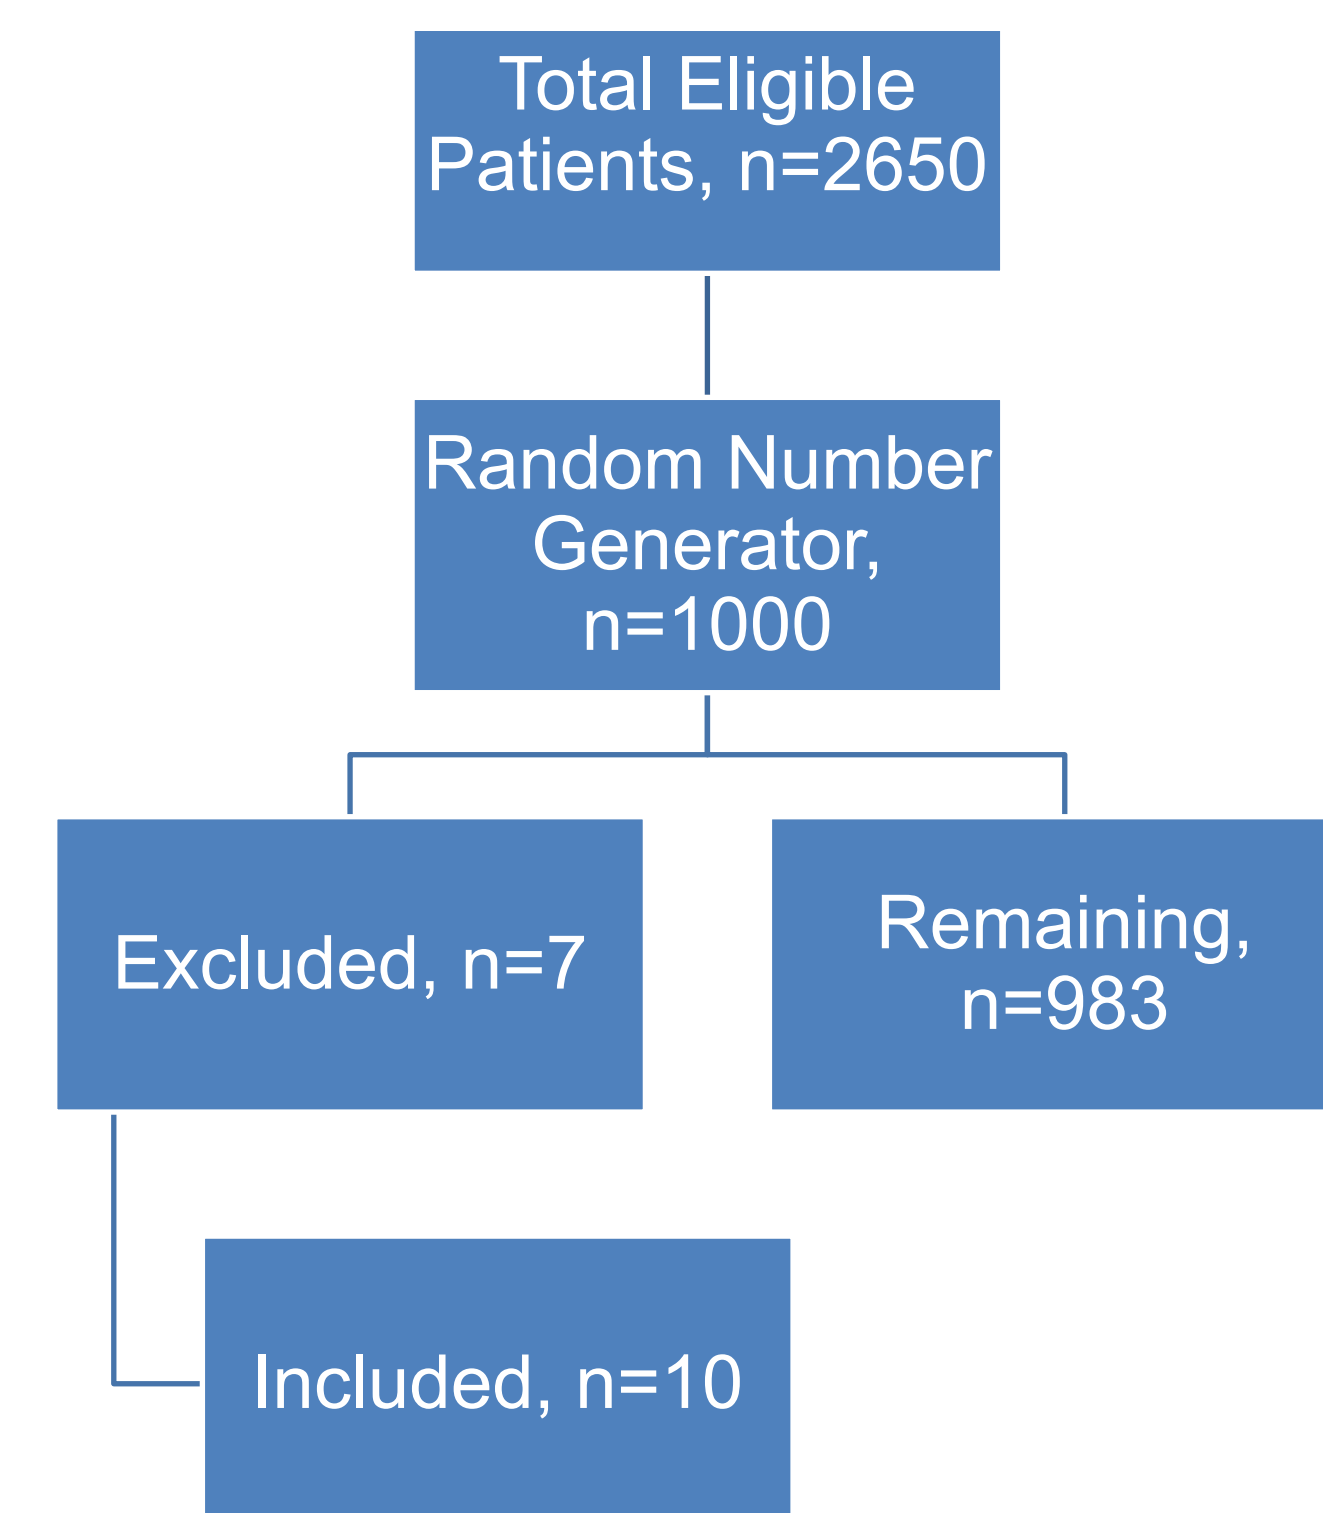 Total Eligible
Patients, n=2650
Random Number
Generator,
n=1000
Excluded, n=7
Remaining,
n=983
Included, n=10